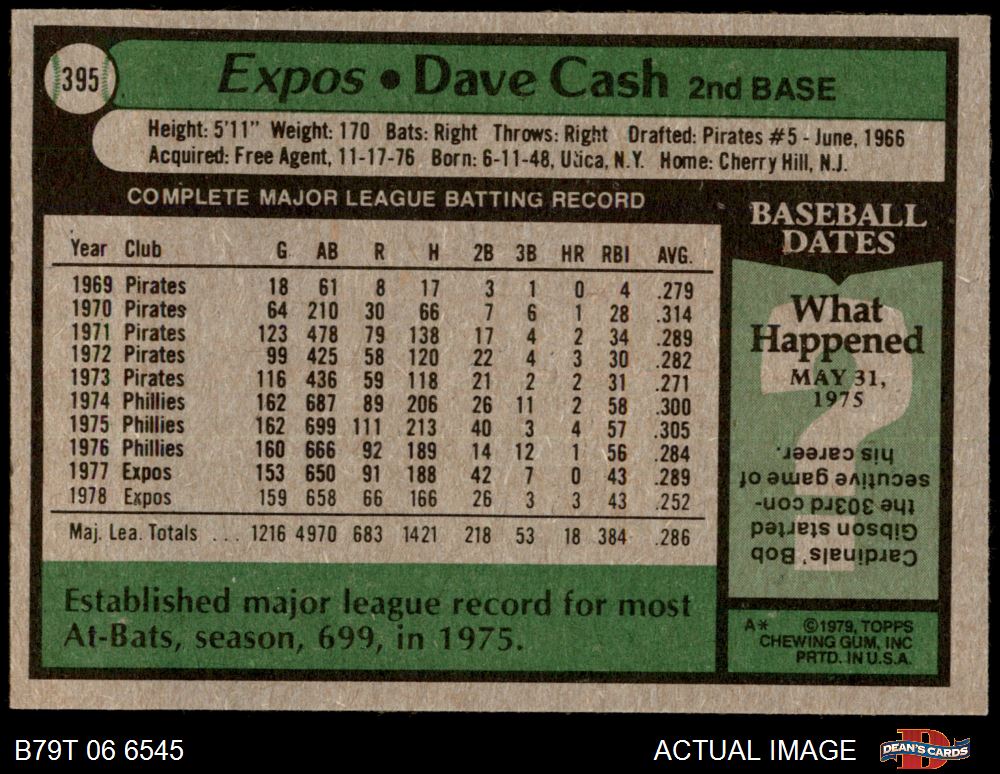 395
Expos • Dave Cash 2nd BASE
Height: 5'11" Weight: 170 Bats: Right Throws: Right Drafted: Pirates #5 - June, 1966
Acquired: Free Agent, 11-17-76 Born: 6-11-48, Utica, N.Y. Home: Cherry Hill, N.J.
COMPLETE MAJOR LEAGUE BATTING RECORD
Year Club G AB R H 2B 3B HR RBI AVG.
1969 Pirates 18 61 8 17 3 1 0 4 .279
1970 Pirates 64 210 30 66 7 6 1 28 .314
1971 Pirates 123 478 79 138 17 4 2 34 .289
1972 Pirates 99 425 58 120 22 4 3 30 .282
1973 Pirates 116 436 59 118 21 2 2 31 .271
1974 Phillies 162 687 89 206 26 11 2 58 .300
1975 Phillies 162 699 111 213 40 3 4 57 .305
1976 Phillies 160 666 92 189 14 12 1 56 .284
1977 Expos 153 650 91 188 42 7 0 43 .289
1978 Expos 159 658 66 166 26 3 3 43 .252
Maj. Lea. Totals ... 1216 4970 683 1421 218 53 18 384 .286
Established major league record for most
At-Bats, season, 699, in 1975.
BASEBALL
DATES
What
Happened
MAY 31,
1975
Cardinals' Bob
Gibson started
the 303rd con-
secutive game of
his career.
A* ©1979, TOPPS
CHEWING GUM, INC
PRTD. IN U.S.A.
B79T 06 6545
ACTUAL IMAGE
DEAN'S CARDS